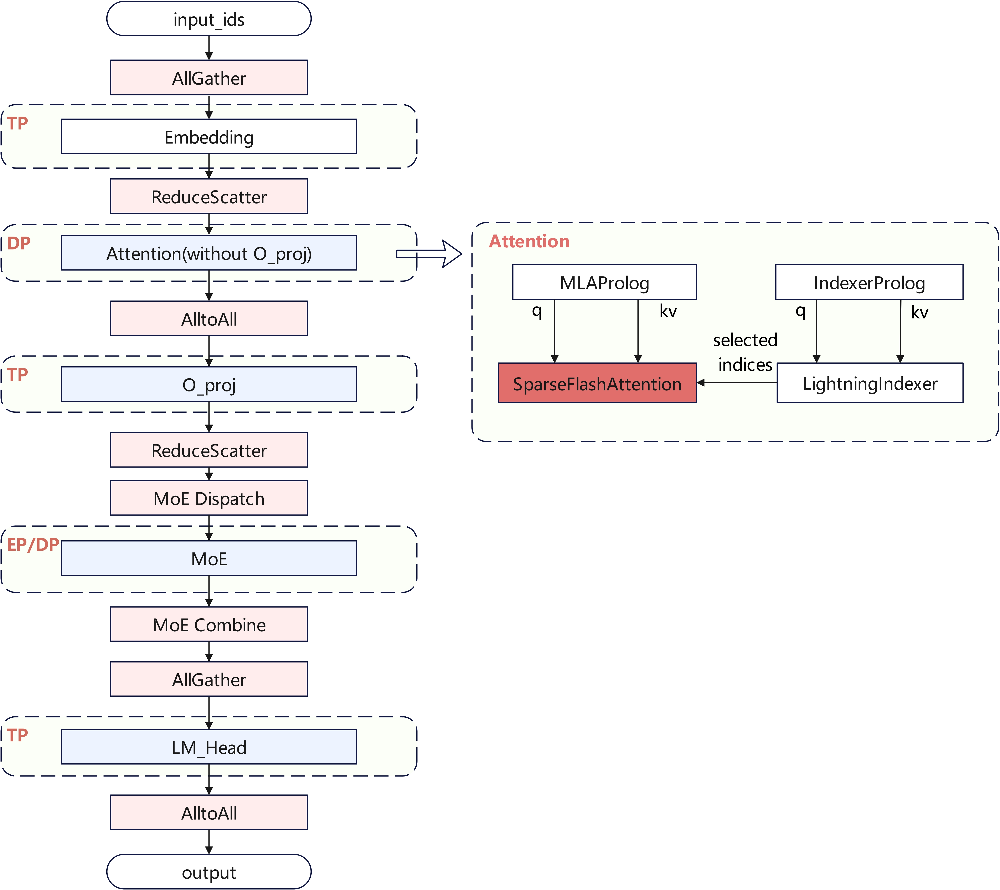 input_ids
AllGather
TP
Embedding
ReduceScatter
DP
Attention(without O_proj)
AlltoAll
TP
O_proj
ReduceScatter
MoE Dispatch
EP/DP
MoE
MoE Combine
AllGather
TP
LM_Head
AlltoAll
output
Attention
MLAProlog
IndexerProlog
q
kv
q
kv
selected
indices
SparseFlashAttention
LightningIndexer